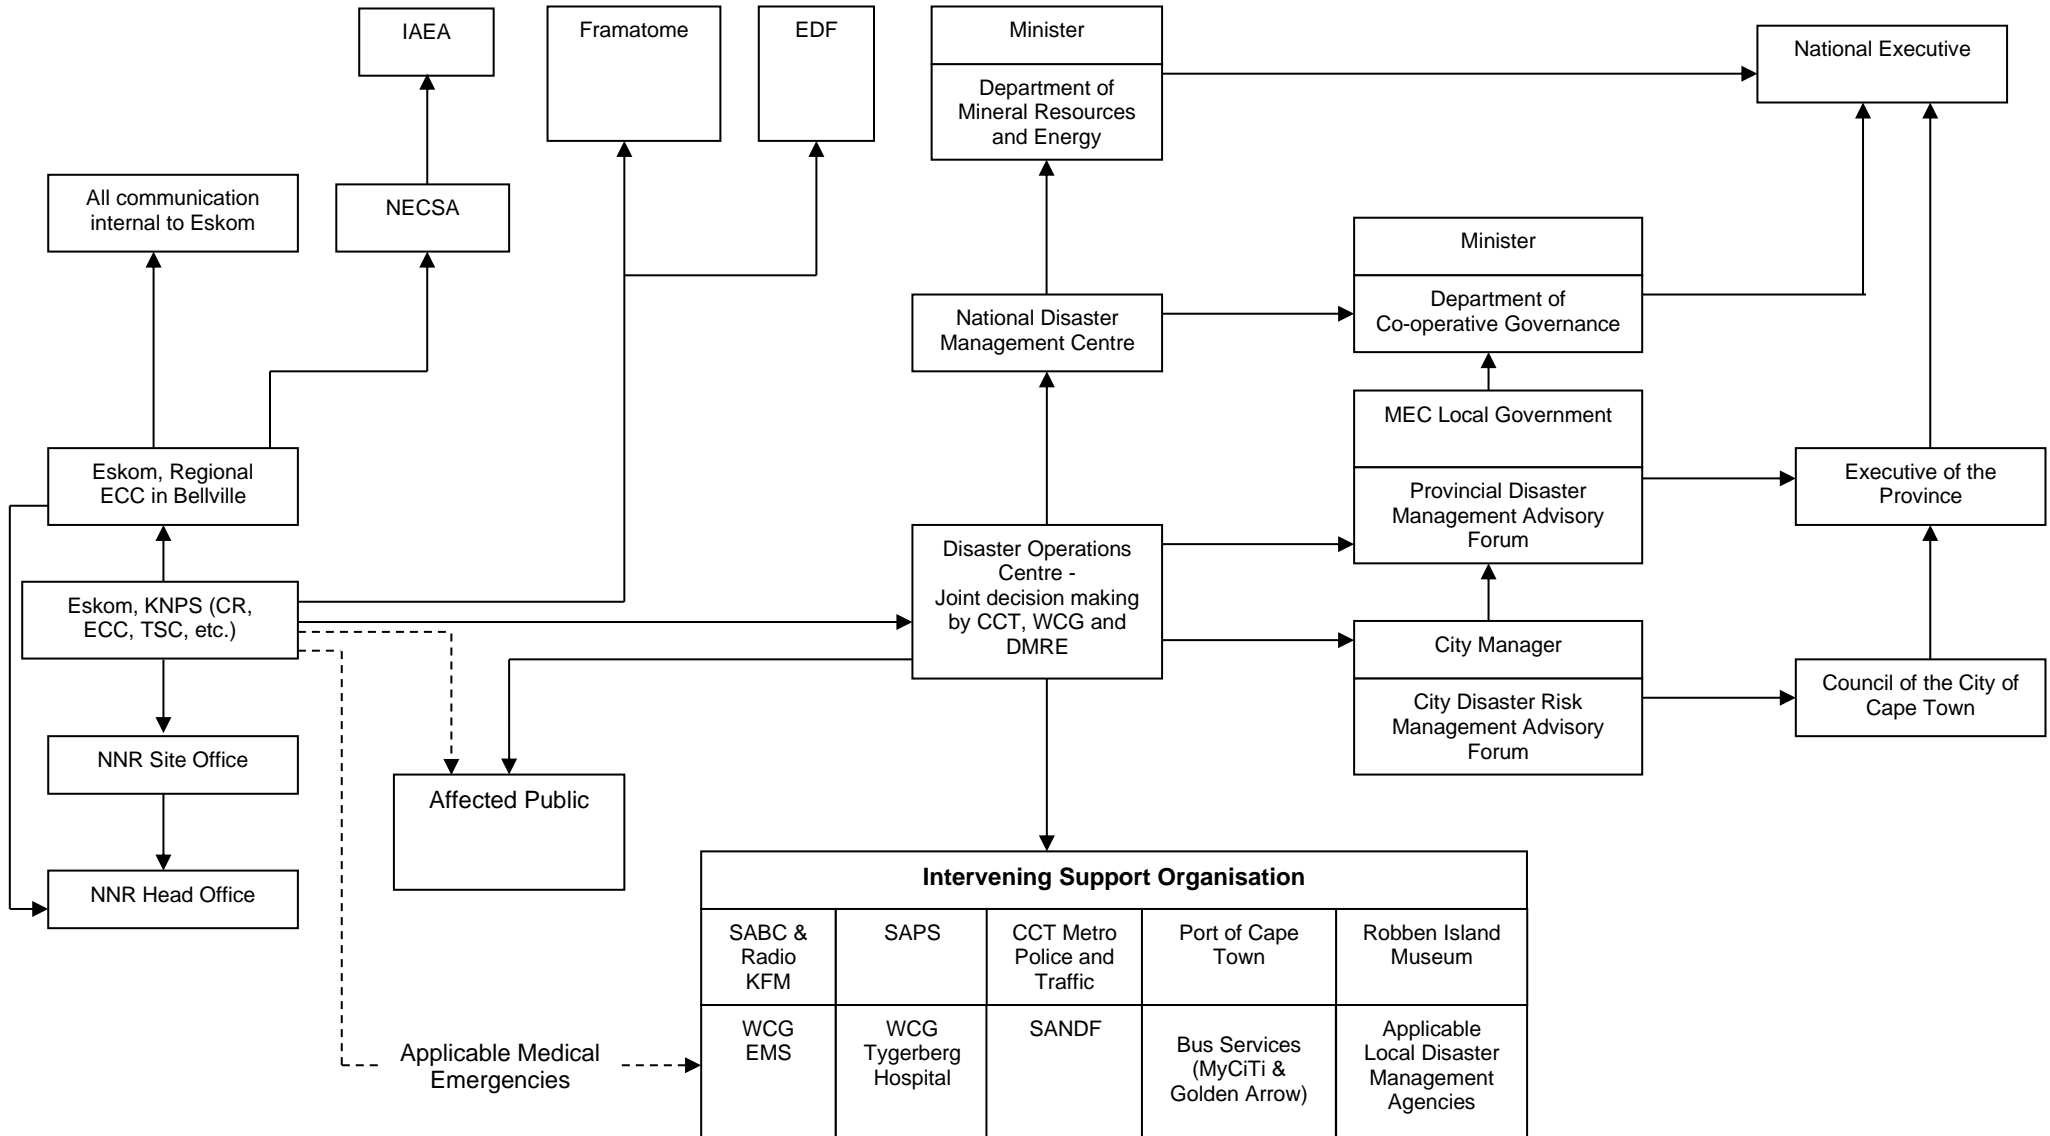 IAEA
Framatome
EDF
Minister
Department of
Mineral Resources
and Energy
National Executive
All communication
internal to Eskom
NECSA
Minister
Department of
Co-operative Governance
National Disaster
Management Centre
MEC Local Government
Provincial Disaster
Management Advisory
Forum
Executive of the
Province
Eskom, Regional
ECC in Bellville
Eskom, KNPS (CR,
ECC, TSC, etc.)
Disaster Operations
Centre -
Joint decision making
by CCT, WCG and
DMRE
City Manager
City Disaster Risk
Management Advisory
Forum
Council of the City of
Cape Town
NNR Site Office
NNR Head Office
Affected Public
Applicable Medical
Emergencies
Intervening Support Organisation
SABC &
Radio
KFM
SAPS
CCT Metro
Police and
Traffic
Port of Cape
Town
Robben Island
Museum
WCG
EMS
WCG
Tygerberg
Hospital
SANDF
Bus Services
(MyCiTi &
Golden Arrow)
Applicable
Local Disaster
Management
Agencies